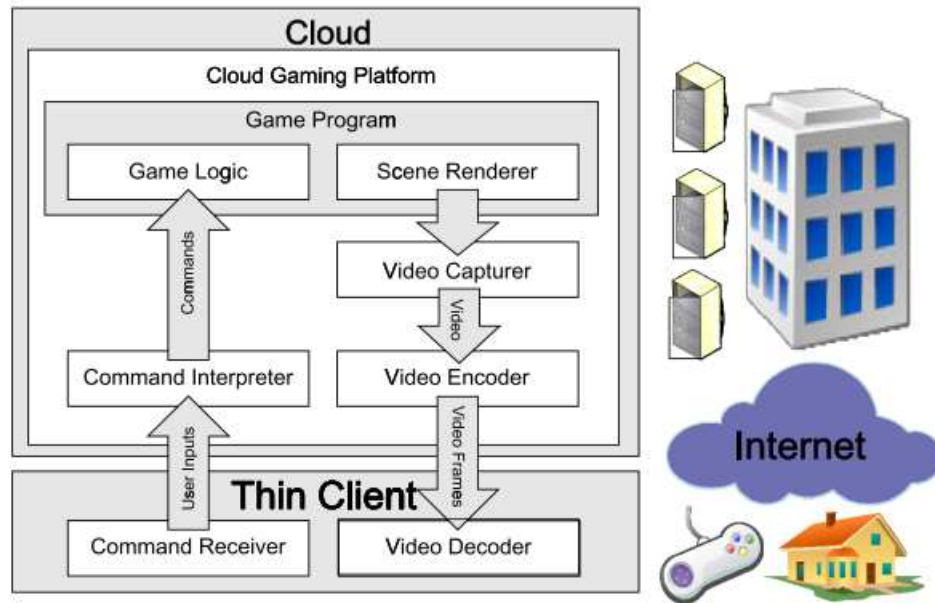 Cloud
Cloud Gaming Platform
Game Program
Game Logic
Scene Renderer
Commands
Video Capturer
Video
Command Interpreter
Video Encoder
User Inputs
Video Frames
Thin Client
Command Receiver
Video Decoder
Internet